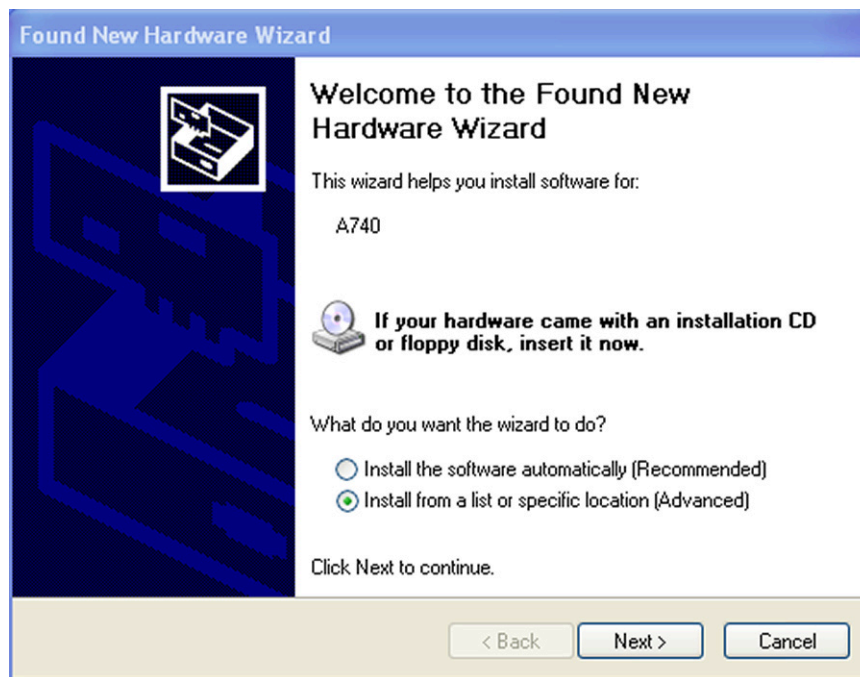 Found New Hardware Wizard
Welcome to the Found New
Hardware Wizard
This wizard helps you install software for:
A740
If your hardware came with an installation CD
or floppy disk, insert it now.
What do you want the wizard to do?
Install the software automatically (Recommended)
Install from a list or specific location (Advanced)
Click Next to continue.
< Back
Next >
Cancel